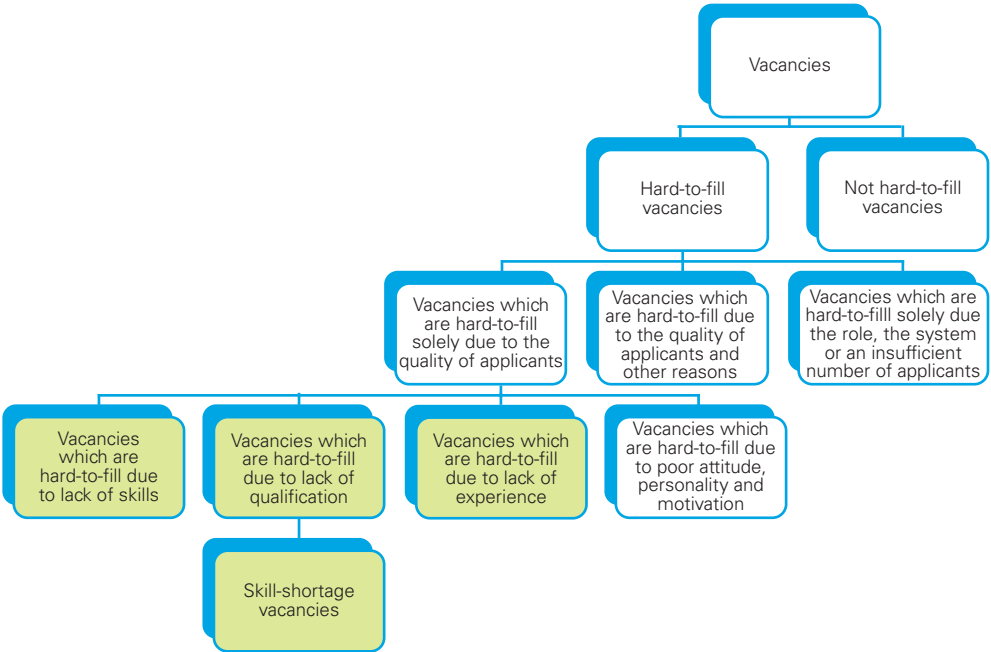 Vacancies
Hard-to-fill
vacancies
Not hard-to-fill
vacancies
Vacancies which
are hard-to-fill
solely due to the
quality of applicants
Vacancies which
are hard-to-fill due
to the quality of
applicants and
other reasons
Vacancies which are
hard-to-filll solely due
the role, the system
or an insufficient
number of applicants
Vacancies
which are
hard-to-fill due
to lack of skills
Vacancies which
are hard-to-fill
due to lack of
qualification
Vacancies which
are hard-to-fill
due to lack of
experience
Vacancies which
are hard-to-fill due
to poor attitude,
personality and
motivation
Skill-shortage
vacancies